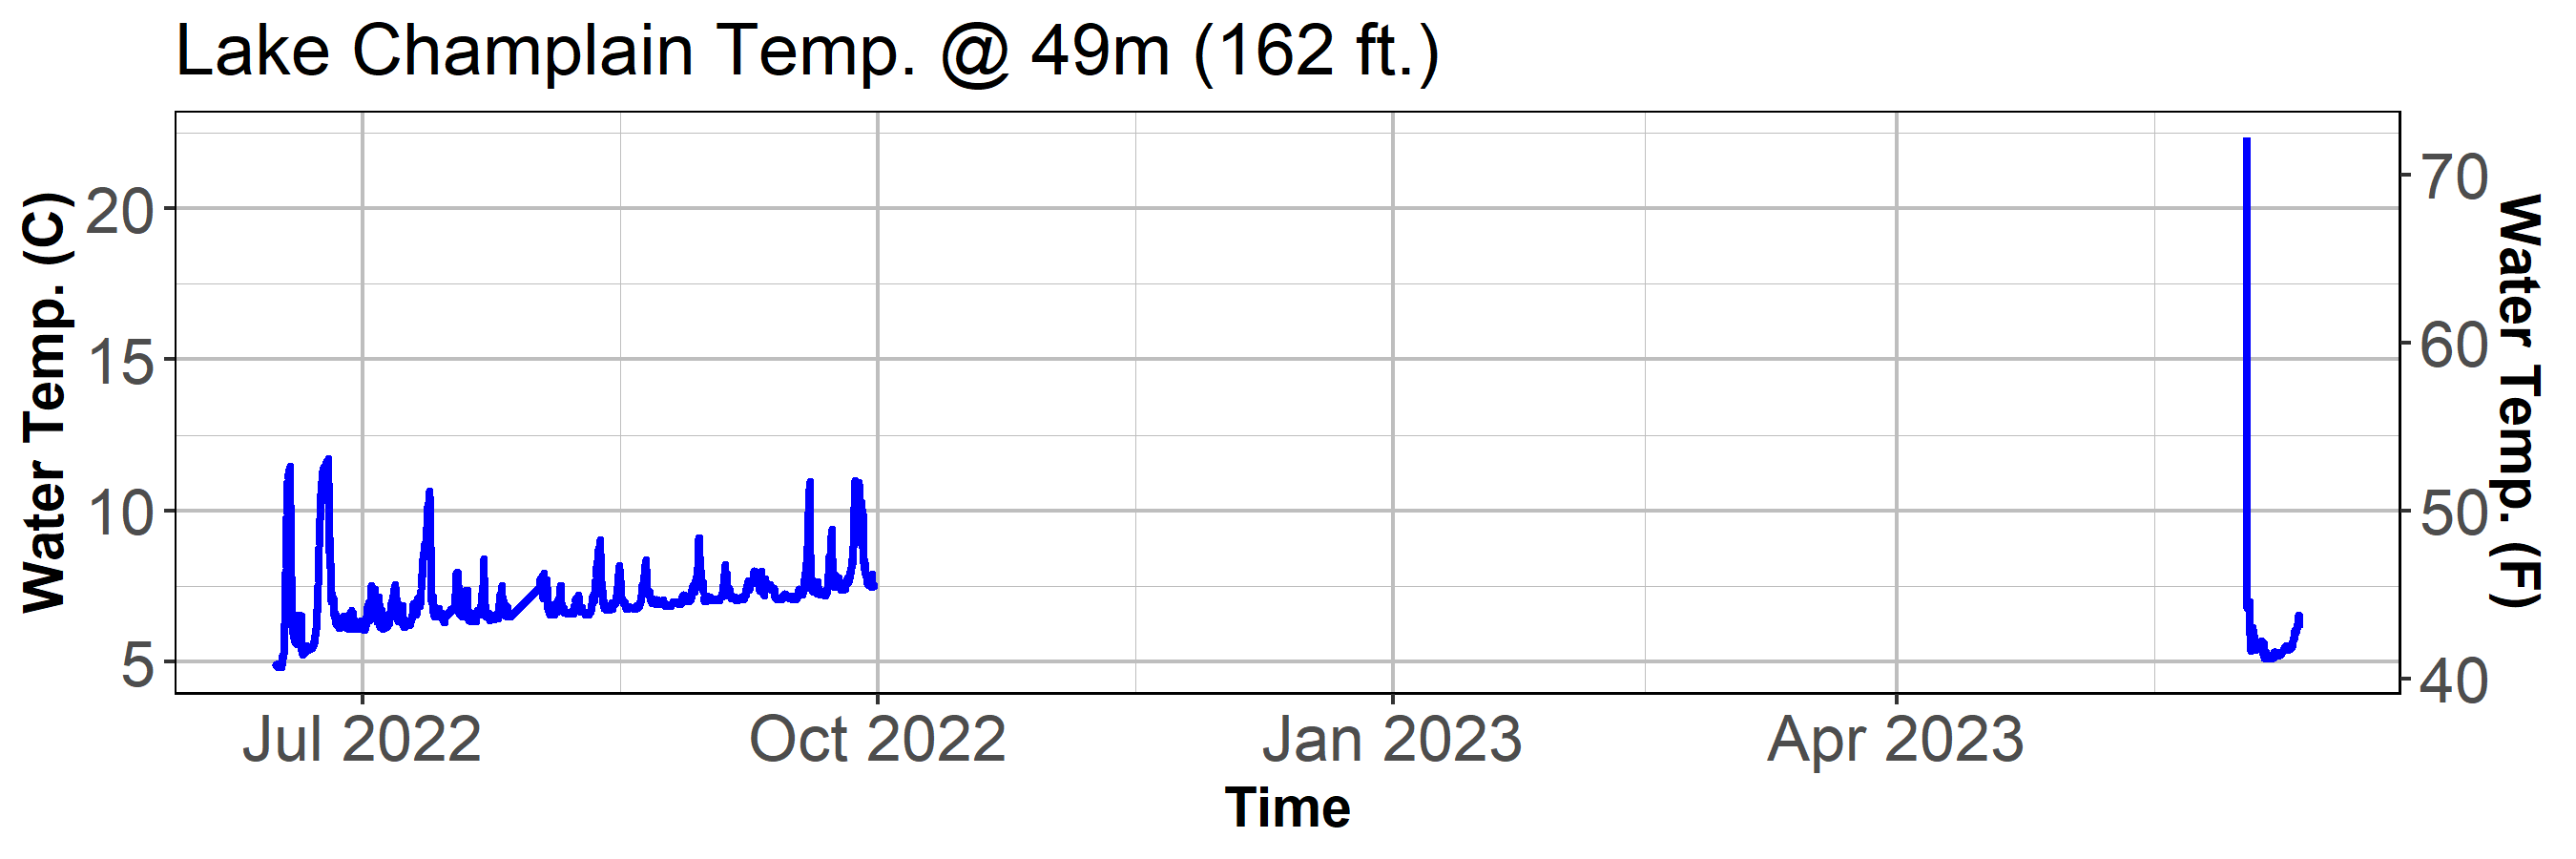 Lake Champlain Temp. @ 49m (162 ft.)
Water Temp. (C)
20
15
10
5
70
60
50
40
Water Temp. (F)
Jul 2022
Oct 2022
Jan 2023
Apr 2023
Time